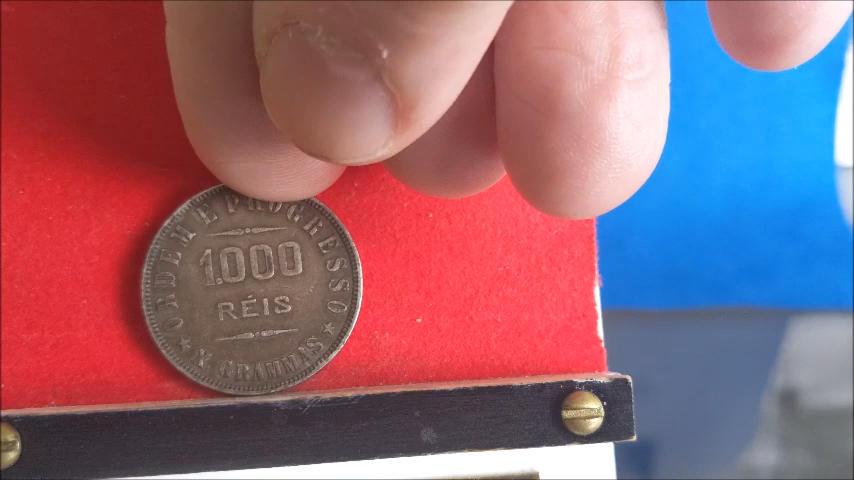 ORDEM E PROGRESSO
1.000
RÉIS
★ X GRAMMAS ★